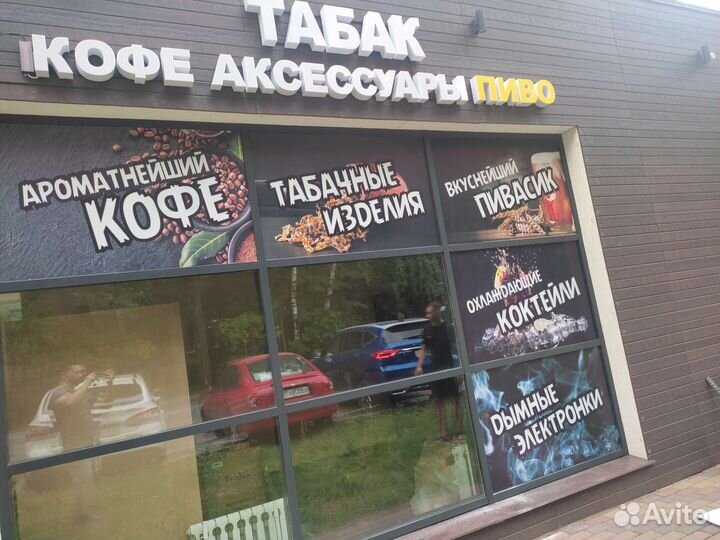 ТАБАК
КОФЕ АКСЕССУАРЫ ПИВО
АРОМАТНЕЙШИЙ
КОФЕ
ТАБАЧНЫЕ
ИЗДЕЛИЯ
ВКУСНЕЙШИЙ
ПИВАСИК
ОХЛАЖДАЮЩИЕ
КОКТЕЙЛИ
ДЫМНЫЕ
ЭЛЕКТРОНКИ
Avito